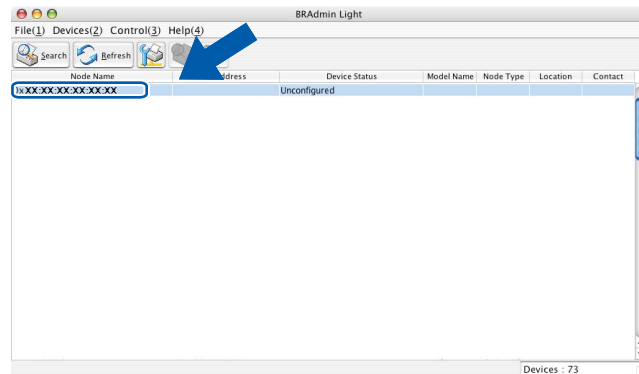 BRAdmin Light
File(1) Devices(2) Control(3) Help(4)
Search Refresh
Node Name Device Status Model Name Node Type Location Contact
XX:XX:XX:XX:XX:XX Unconfigured
Devices : 73